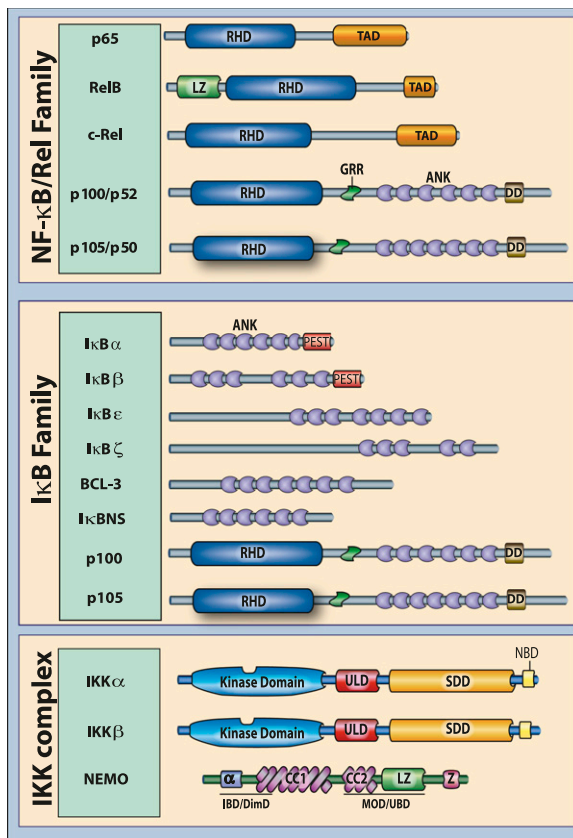 NF-κB/Rel Family
p65
RHD
TAD
RelB
LZ
RHD
TAD
c-Rel
RHD
TAD
GRR
ANK
p100/p52
RHD
DD
p105/p50
RHD
DD
IκB Family
ANK
IκBα
PEST
IκBβ
PEST
IκBε
IκBζ
BCL-3
IκBNS
p100
RHD
DD
p105
RHD
DD
IKK complex
NBD
IKKα
Kinase Domain
ULD
SDD
IKKβ
Kinase Domain
ULD
SDD
NEMO
α
CC1
CC2
LZ
Z
IBD/DimD
MOD/UBD